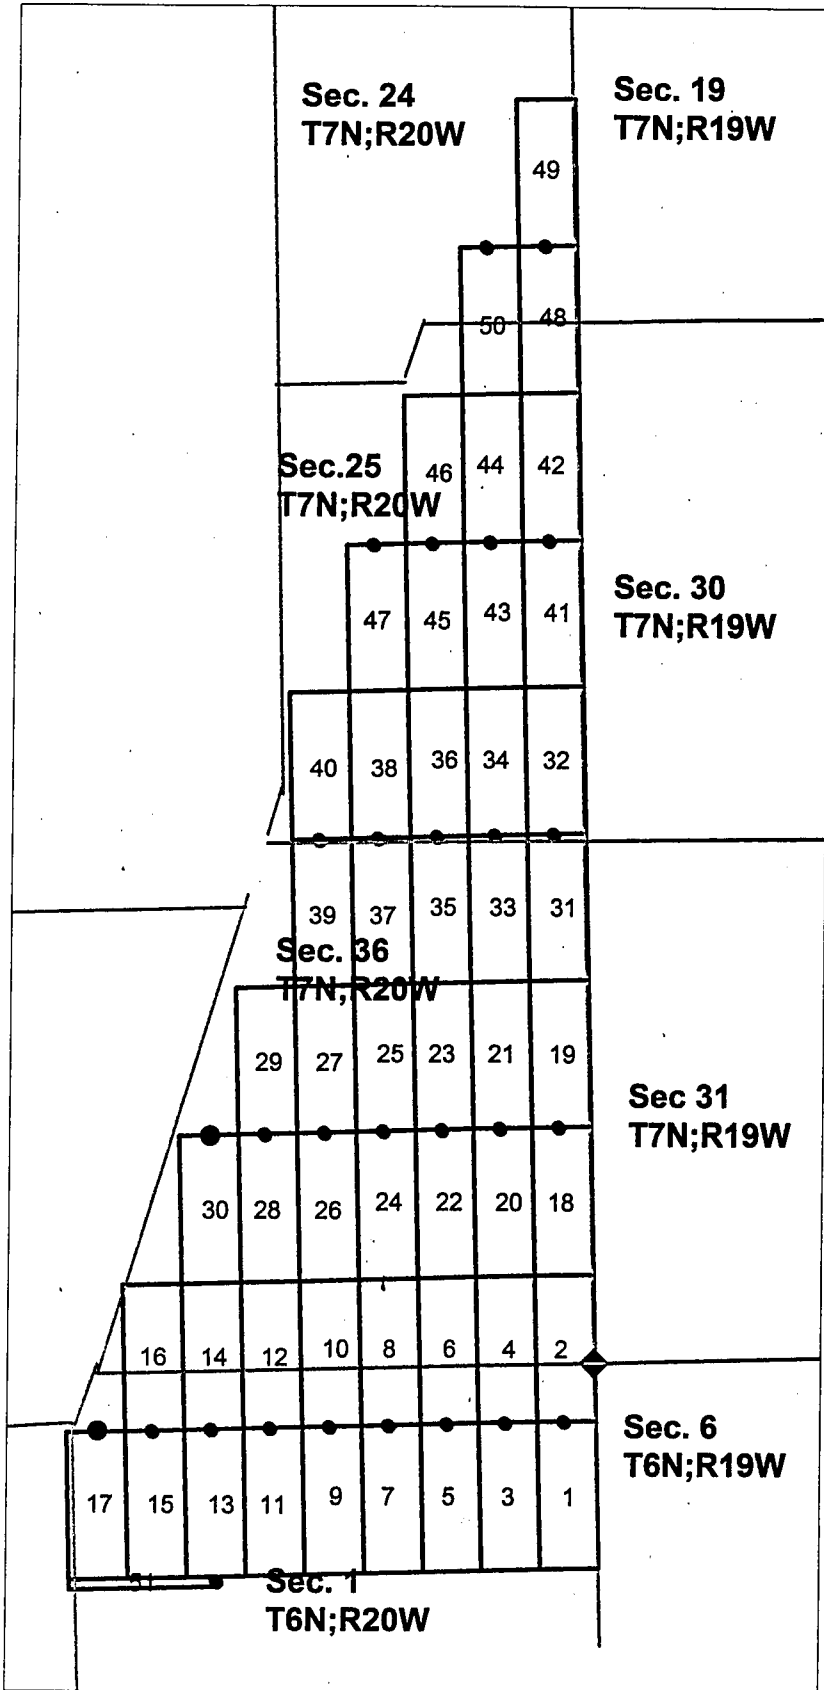 Sec. 24
T7N;R20W
Sec. 19
T7N;R19W
49
50 48
46 44 42
Sec.25
T7N;R20W
Sec. 30
T7N;R19W
47 45 43 41
40 38 36 34 32
39 37 35 33 31
Sec. 36
T7N;R20W
29 27 25 23 21 19
Sec 31
T7N;R19W
30 28 26 24 22 20 18
16 14 12 10 8 6 4 2
Sec. 6
T6N;R19W
17 15 13 11 9 7 5 3 1
51
Sec. 1
T6N;R20W